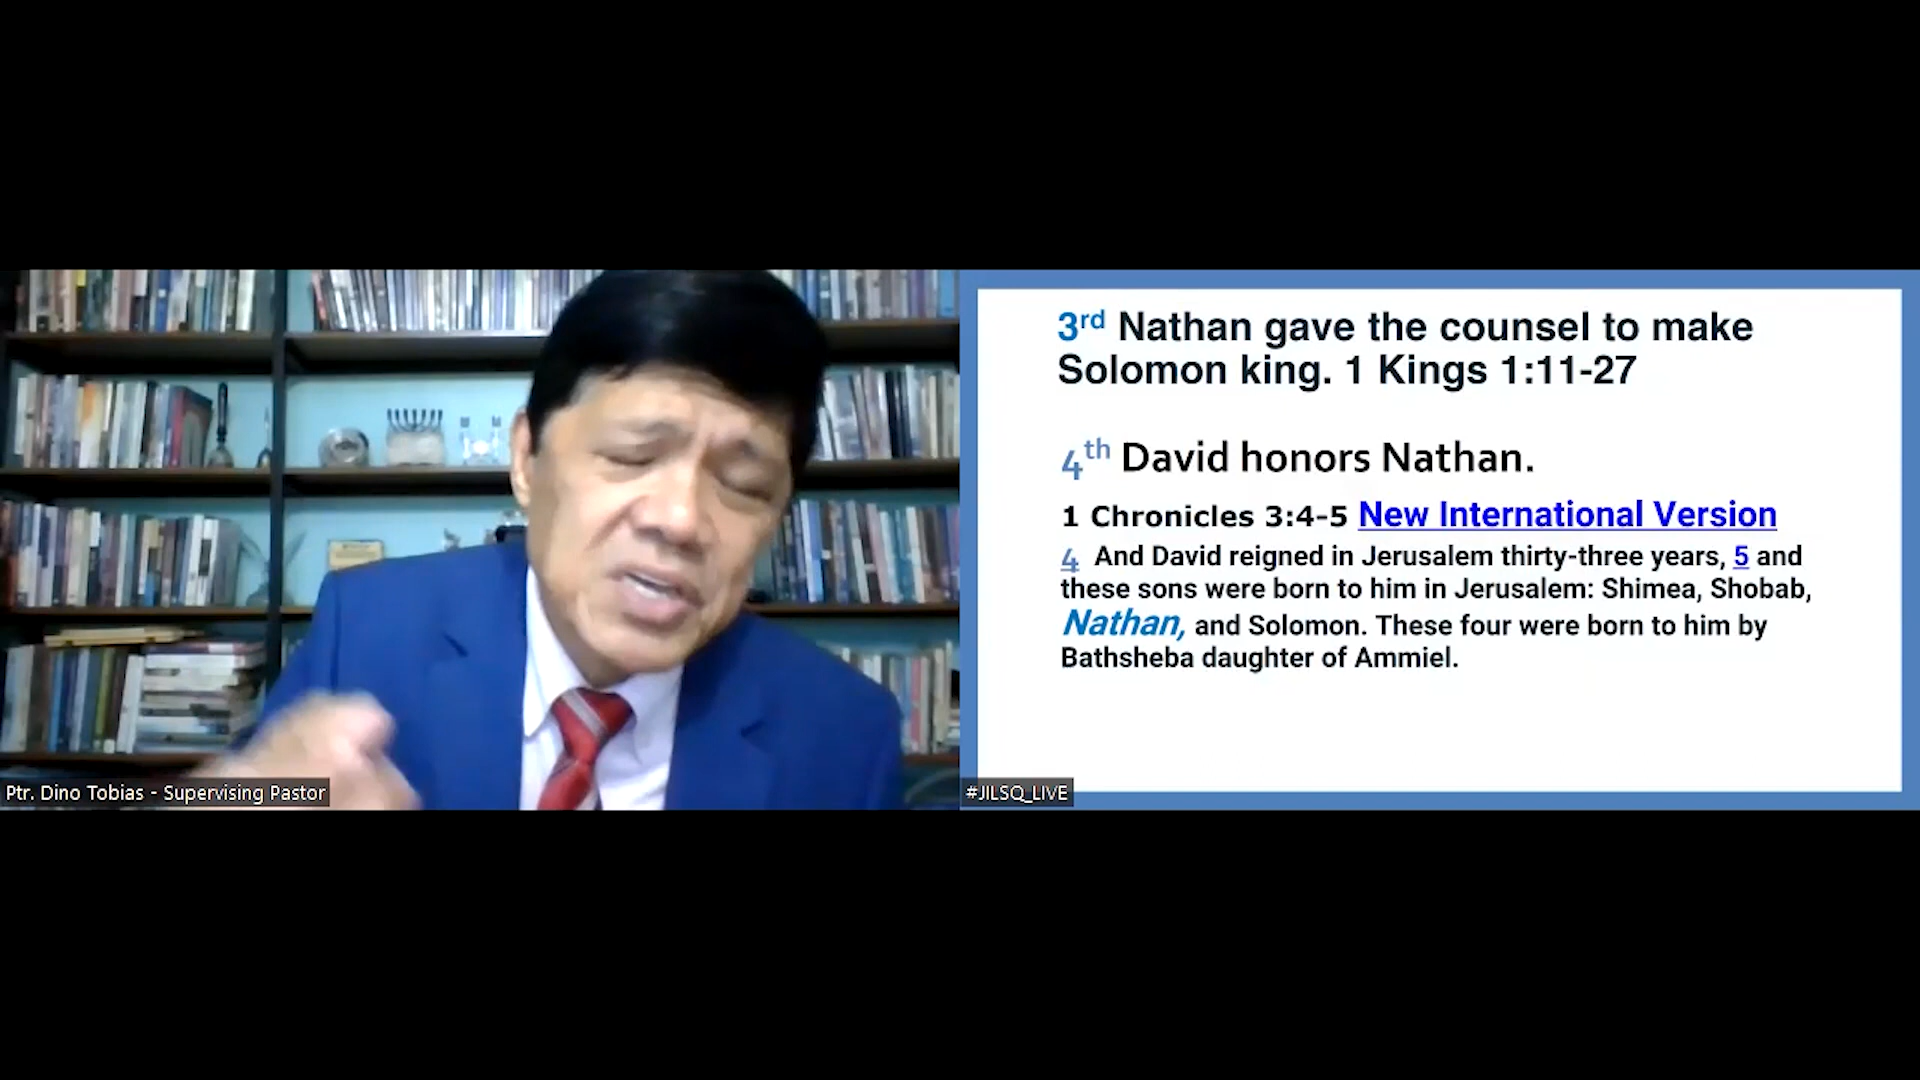 3rd Nathan gave the counsel to make
Solomon king. 1 Kings 1:11-27
4th David honors Nathan.
1 Chronicles 3:4-5 New International Version
4 And David reigned in Jerusalem thirty-three years, 5 and
these sons were born to him in Jerusalem: Shimea, Shobab,
Nathan, and Solomon. These four were born to him by
Bathsheba daughter of Ammiel.
Ptr. Dino Tobias - Supervising Pastor
#JILSQ_LIVE